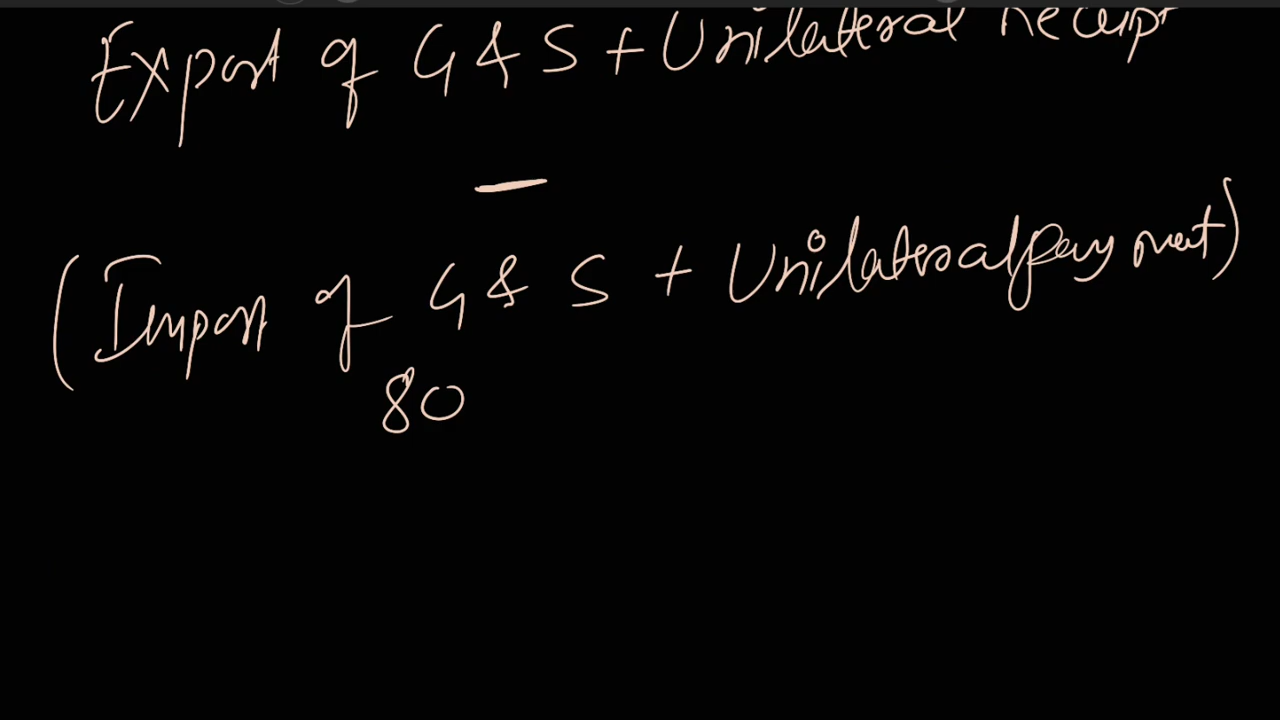 Export of G & S + Unilateral Receipt
—
(Import of G & S + Unilateral payment)
80